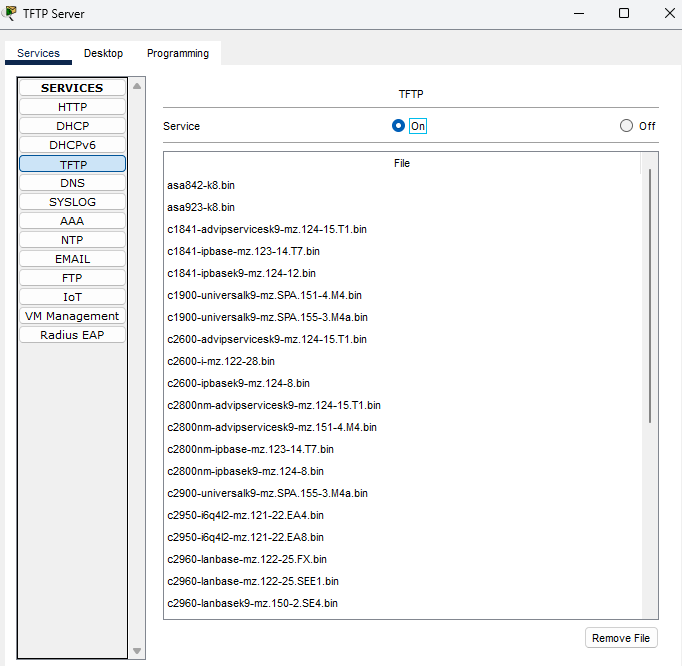 TFTP Server
Services Desktop Programming
SERVICES
HTTP
DHCP
DHCPv6
TFTP
DNS
SYSLOG
AAA
NTP
EMAIL
FTP
IoT
VM Management
Radius EAP
TFTP
Service On Off
File
asa842-k8.bin
asa923-k8.bin
c1841-advipservicesk9-mz.124-15.T1.bin
c1841-ipbase-mz.123-14.T7.bin
c1841-ipbasek9-mz.124-12.bin
c1900-universalk9-mz.SPA.151-4.M4.bin
c1900-universalk9-mz.SPA.155-3.M4a.bin
c2600-advipservicesk9-mz.124-15.T1.bin
c2600-i-mz.122-28.bin
c2600-ipbasek9-mz.124-8.bin
c2800nm-advipservicesk9-mz.124-15.T1.bin
c2800nm-advipservicesk9-mz.151-4.M4.bin
c2800nm-ipbase-mz.123-14.T7.bin
c2800nm-ipbasek9-mz.124-8.bin
c2900-universalk9-mz.SPA.155-3.M4a.bin
c2950-i6q4l2-mz.121-22.EA4.bin
c2950-i6q4l2-mz.121-22.EA8.bin
c2960-lanbase-mz.122-25.FX.bin
c2960-lanbase-mz.122-25.SEE1.bin
c2960-lanbasek9-mz.150-2.SE4.bin
Remove File